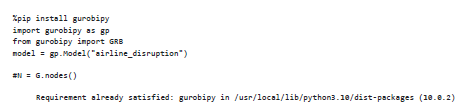 %pip install gurobipy
import gurobipy as gp
from gurobipy import GRB
model = gp.Model("airline_disruption")
#N = G.nodes()
Requirement already satisfied: gurobipy in /usr/local/lib/python3.10/dist-packages (10.0.2)